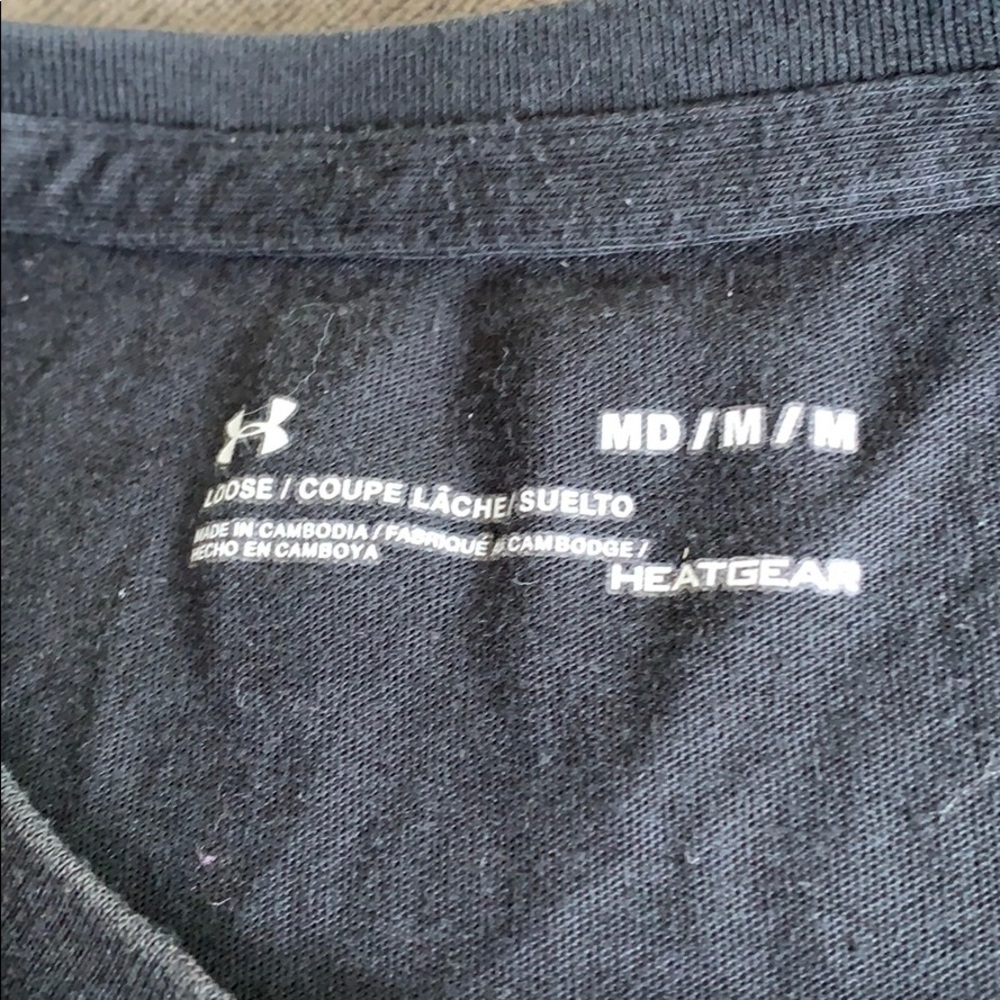 MD/M/M
LOOSE / COUPE LÂCHE/SUELTO
MADE IN CAMBODIA / FABRIQUÉ AU CAMBODGE /
HECHO EN CAMBOYA
HEATGEAR